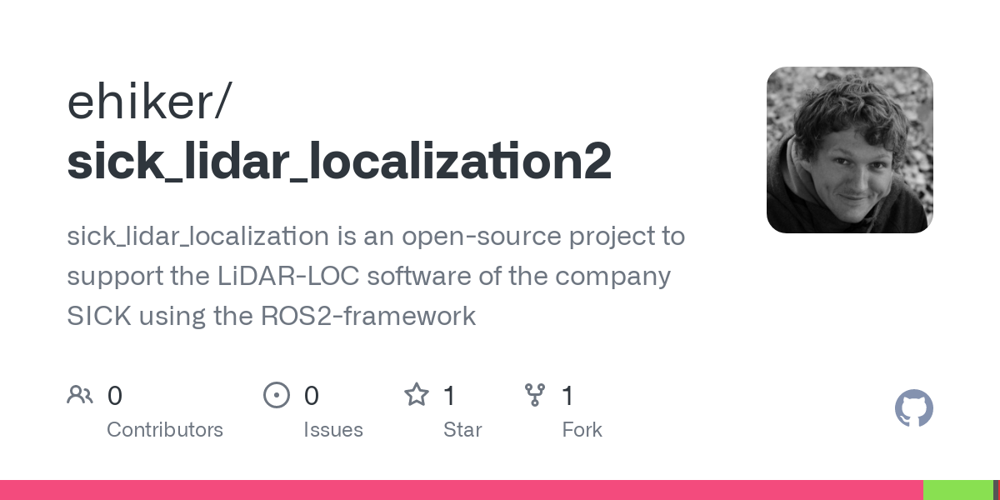 ehiker/
sick_lidar_localization2
sick_lidar_localization is an open-source project to
support the LiDAR-LOC software of the company
SICK using the ROS2-framework
0 0 1 1
Contributors Issues Star Fork